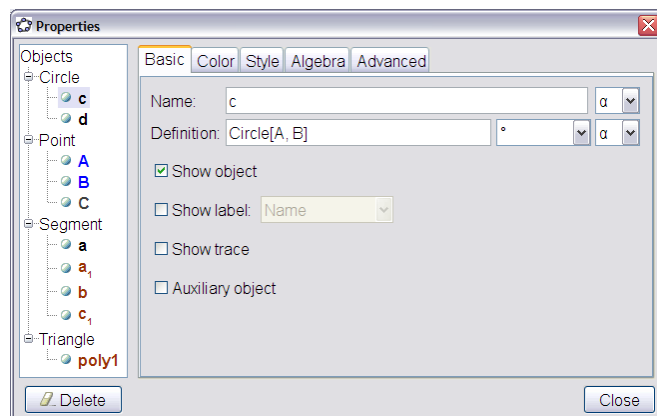 Properties
Objects
Circle
c
d
Point
A
B
C
Segment
a
a₁
b
c₁
Triangle
poly1
Basic Color Style Algebra Advanced
Name: c α
Definition: Circle[A, B] ° α
Show object
Show label: Name
Show trace
Auxiliary object
Delete Close